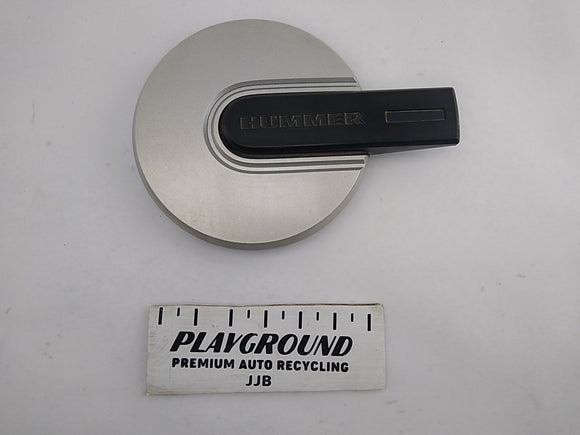 HUMMER
PLAYGROUND
PREMIUM AUTO RECYCLING
JJB